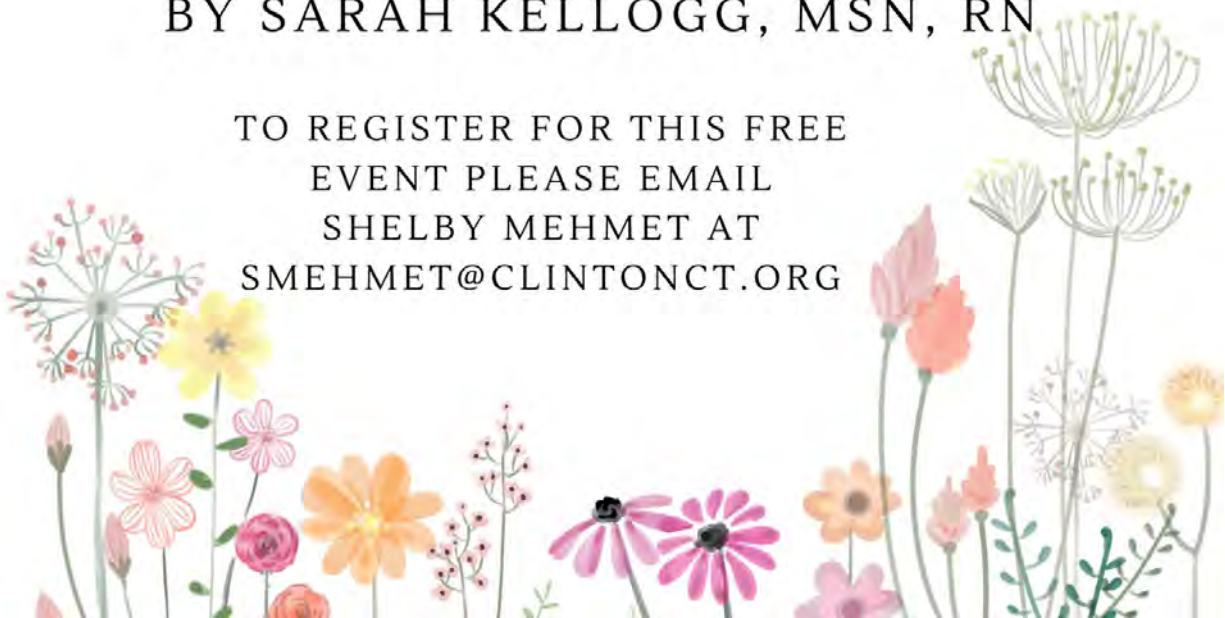 BY SARAH KELLOGG, MSN, RN
TO REGISTER FOR THIS FREE
EVENT PLEASE EMAIL
SHELBY MEHMET AT
SMEHMET@CLINTONCT.ORG